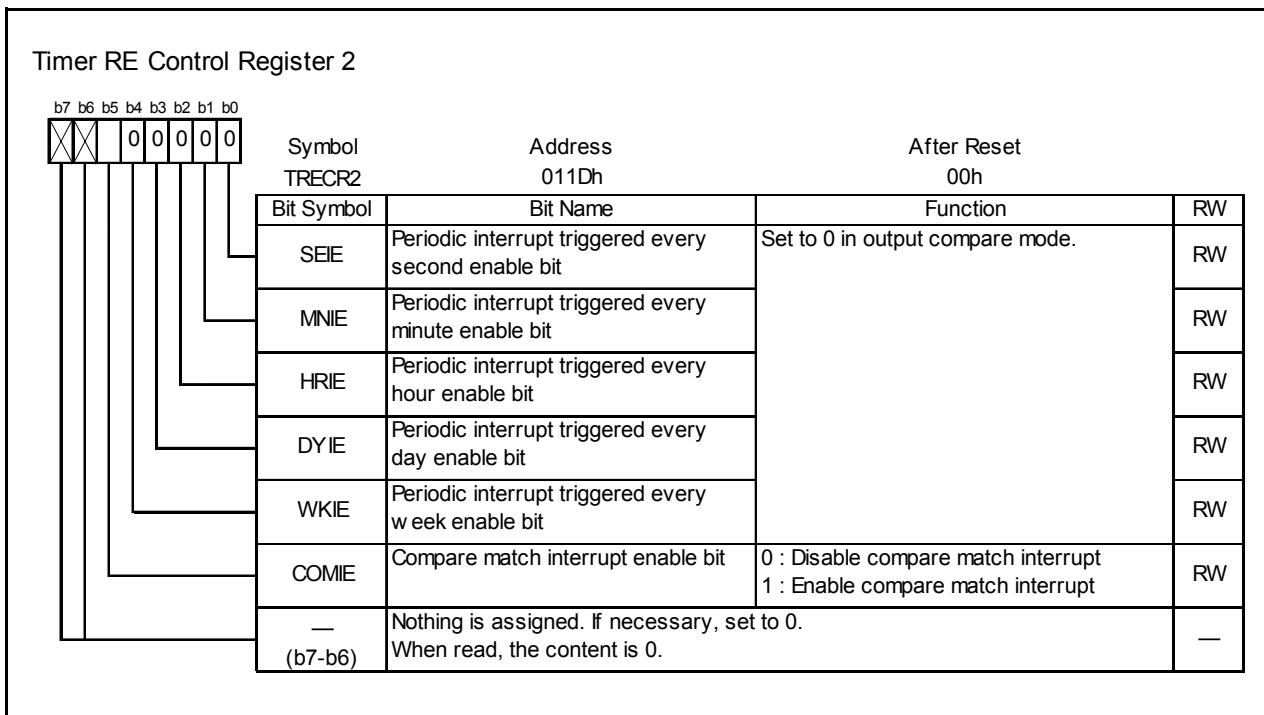 Timer RE Control Register 2
b7 b6 b5 b4 b3 b2 b1 b0
0 0 0 0 0
Symbol Address After Reset
TRECR2 011Dh 00h
Bit Symbol Bit Name Function RW
SEIE Periodic interrupt triggered every second enable bit Set to 0 in output compare mode. RW
MNIE Periodic interrupt triggered every minute enable bit RW
HRIE Periodic interrupt triggered every hour enable bit RW
DYIE Periodic interrupt triggered every day enable bit RW
WKIE Periodic interrupt triggered every week enable bit RW
COMIE Compare match interrupt enable bit 0 : Disable compare match interrupt RW
1 : Enable compare match interrupt
— Nothing is assigned. If necessary, set to 0. —
(b7-b6) When read, the content is 0.